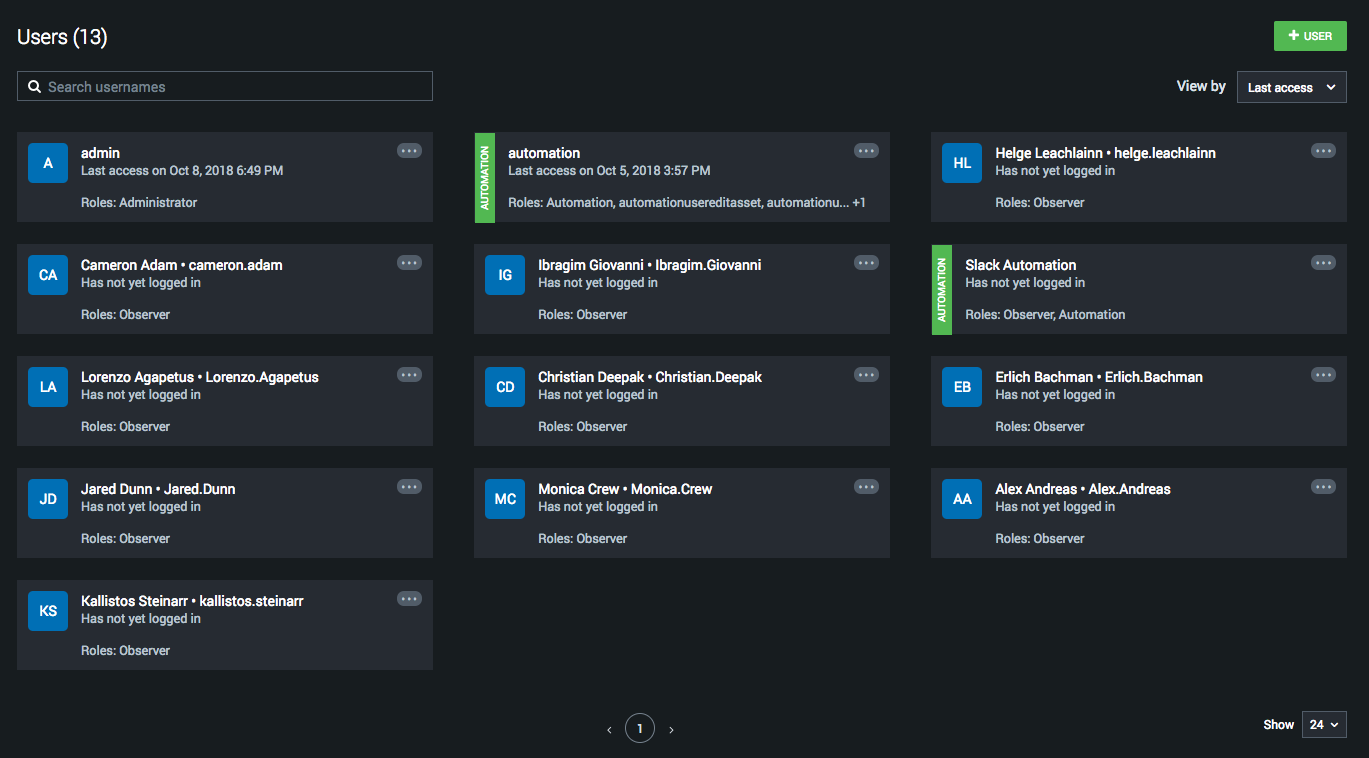 Users (13)
+ USER
Search usernames
View by
Last access
A
admin
Last access on Oct 8, 2018 6:49 PM
Roles: Administrator
AUTOMATION
automation
Last access on Oct 5, 2018 3:57 PM
Roles: Automation, automationusereditasset, automationu... +1
HL
Helge Leachlainn • helge.leachlainn
Has not yet logged in
Roles: Observer
CA
Cameron Adam • cameron.adam
Has not yet logged in
Roles: Observer
IG
Ibragim Giovanni • Ibragim.Giovanni
Has not yet logged in
Roles: Observer
AUTOMATION
Slack Automation
Has not yet logged in
Roles: Observer, Automation
LA
Lorenzo Agapetus • Lorenzo.Agapetus
Has not yet logged in
Roles: Observer
CD
Christian Deepak • Christian.Deepak
Has not yet logged in
Roles: Observer
EB
Erlich Bachman • Erlich.Bachman
Has not yet logged in
Roles: Observer
JD
Jared Dunn • Jared.Dunn
Has not yet logged in
Roles: Observer
MC
Monica Crew • Monica.Crew
Has not yet logged in
Roles: Observer
AA
Alex Andreas • Alex.Andreas
Has not yet logged in
Roles: Observer
KS
Kallistos Steinarr • kallistos.steinarr
Has not yet logged in
Roles: Observer
‹ 1 ›
Show 24